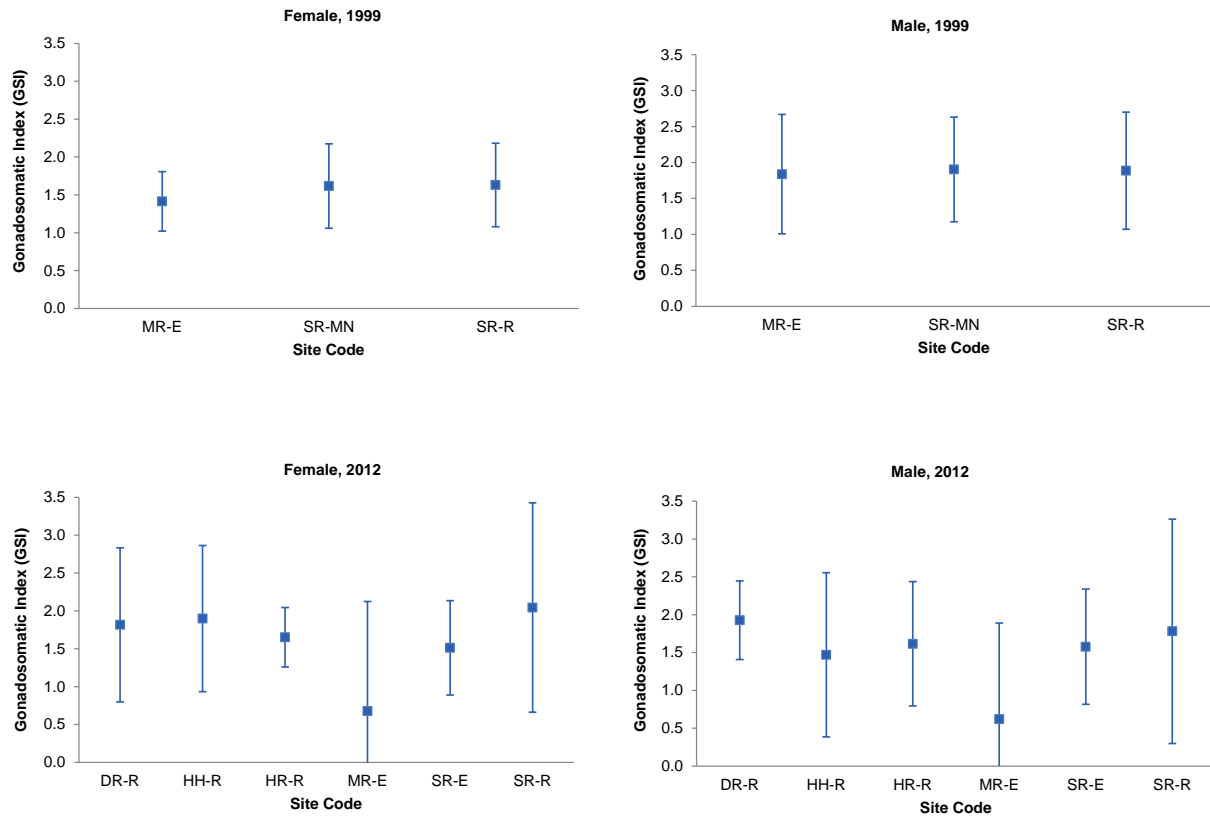 Female, 1999
Gonadosomatic Index (GSI)
3.5
3.0
2.5
2.0
1.5
1.0
0.5
0.0
MR-E SR-MN SR-R
Site Code
Male, 1999
Gonadosomatic Index (GSI)
3.5
3.0
2.5
2.0
1.5
1.0
0.5
0.0
MR-E SR-MN SR-R
Site Code
Female, 2012
Gonadosomatic Index (GSI)
3.5
3.0
2.5
2.0
1.5
1.0
0.5
0.0
DR-R HH-R HR-R MR-E SR-E SR-R
Site Code
Male, 2012
Gonadosomatic Index (GSI)
3.5
3.0
2.5
2.0
1.5
1.0
0.5
0.0
DR-R HH-R HR-R MR-E SR-E SR-R
Site Code